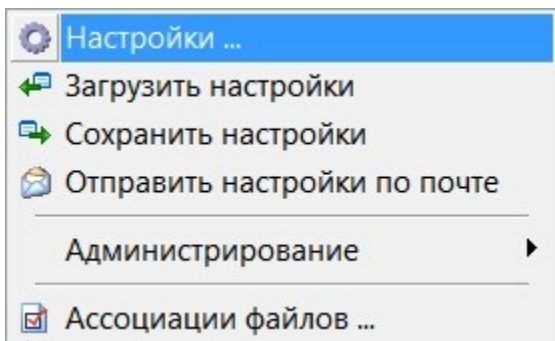 Настройки ...
Загрузить настройки
Сохранить настройки
Отправить настройки по почте
Администрирование
Ассоциации файлов ...